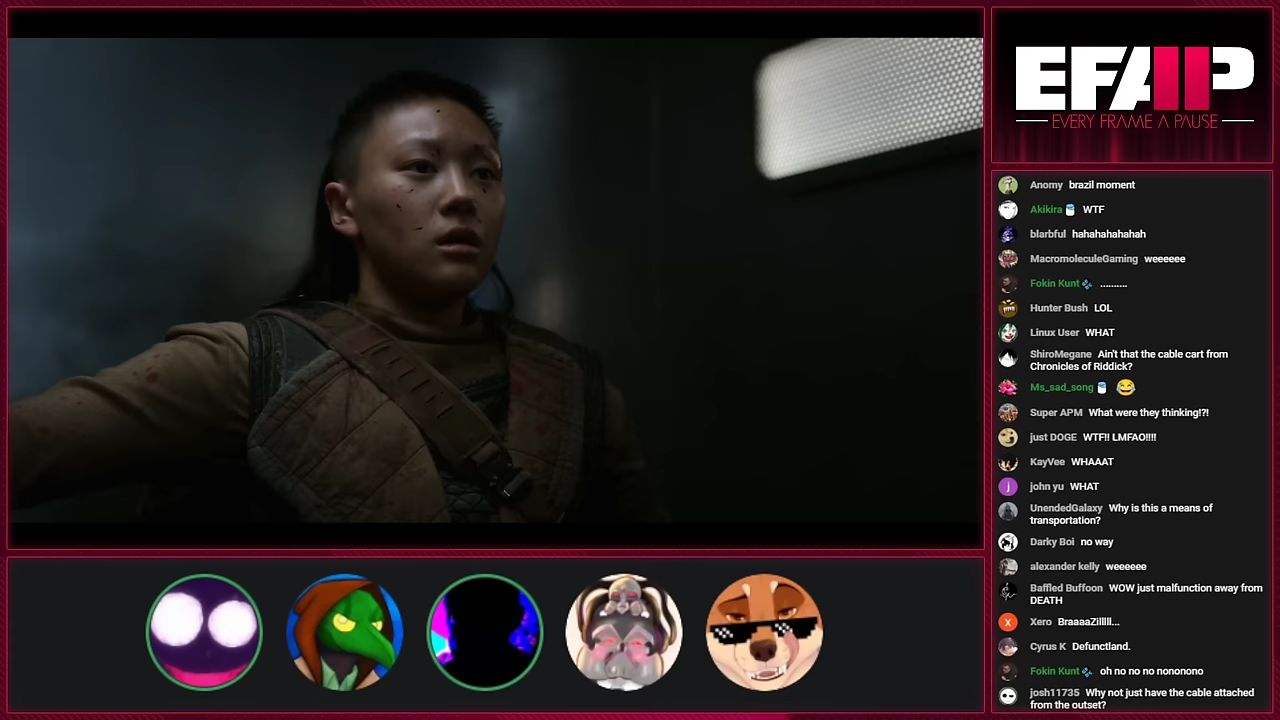 EFAP
EVERY FRAME A PAUSE
Anomy brazil moment
Akikira WTF
blarbful hahahahahahah
MacromoleculeGaming weeeeee
Fokin Kunt ..........
Hunter Bush LOL
Linux User WHAT
ShiroMegane Ain't that the cable cart from
Chronicles of Riddick?
Ms_sad_song 😂
Super APM What were they thinking!?!
just DOGE WTF!! LMFAO!!!!
KayVee WHAAAT
j
john yu WHAT
UnendedGalaxy Why is this a means of
transportation?
Darky Boi no way
alexander kelly weeeeee
Baffled Buffoon WOW just malfunction away from
DEATH
X
Xero BraaaaZilllll...
Cyrus K Defunctland.
Fokin Kunt oh no no no nononono
josh11735 Why not just have the cable attached
from the outset?